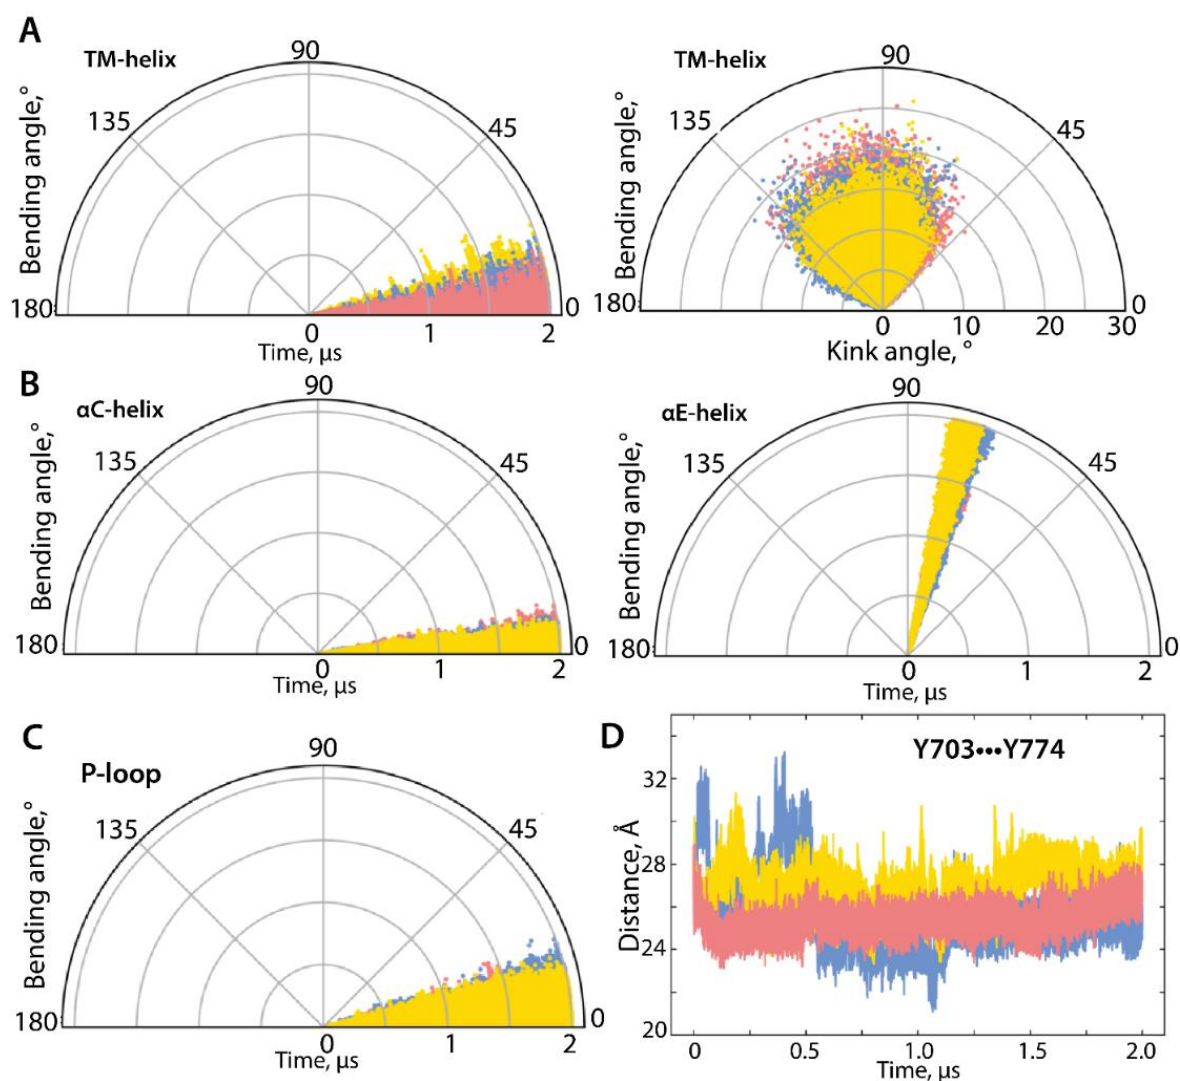 A
TM-helix
90
135
45
Bending angle,°
180
0
0
1
2
Time, µs
TM-helix
90
135
45
Bending angle,°
180
0
0
10
20
30
Kink angle, °
B
αC-helix
90
135
45
Bending angle,°
180
0
0
1
2
Time, µs
αE-helix
90
135
45
Bending angle,°
180
0
0
1
2
Time, µs
C
P-loop
90
135
45
Bending angle,°
180
0
0
1
2
Time, µs
D
Y703•••Y774
32
28
24
20
Distance, Å
0
0.5
1.0
1.5
2.0
Time, µs